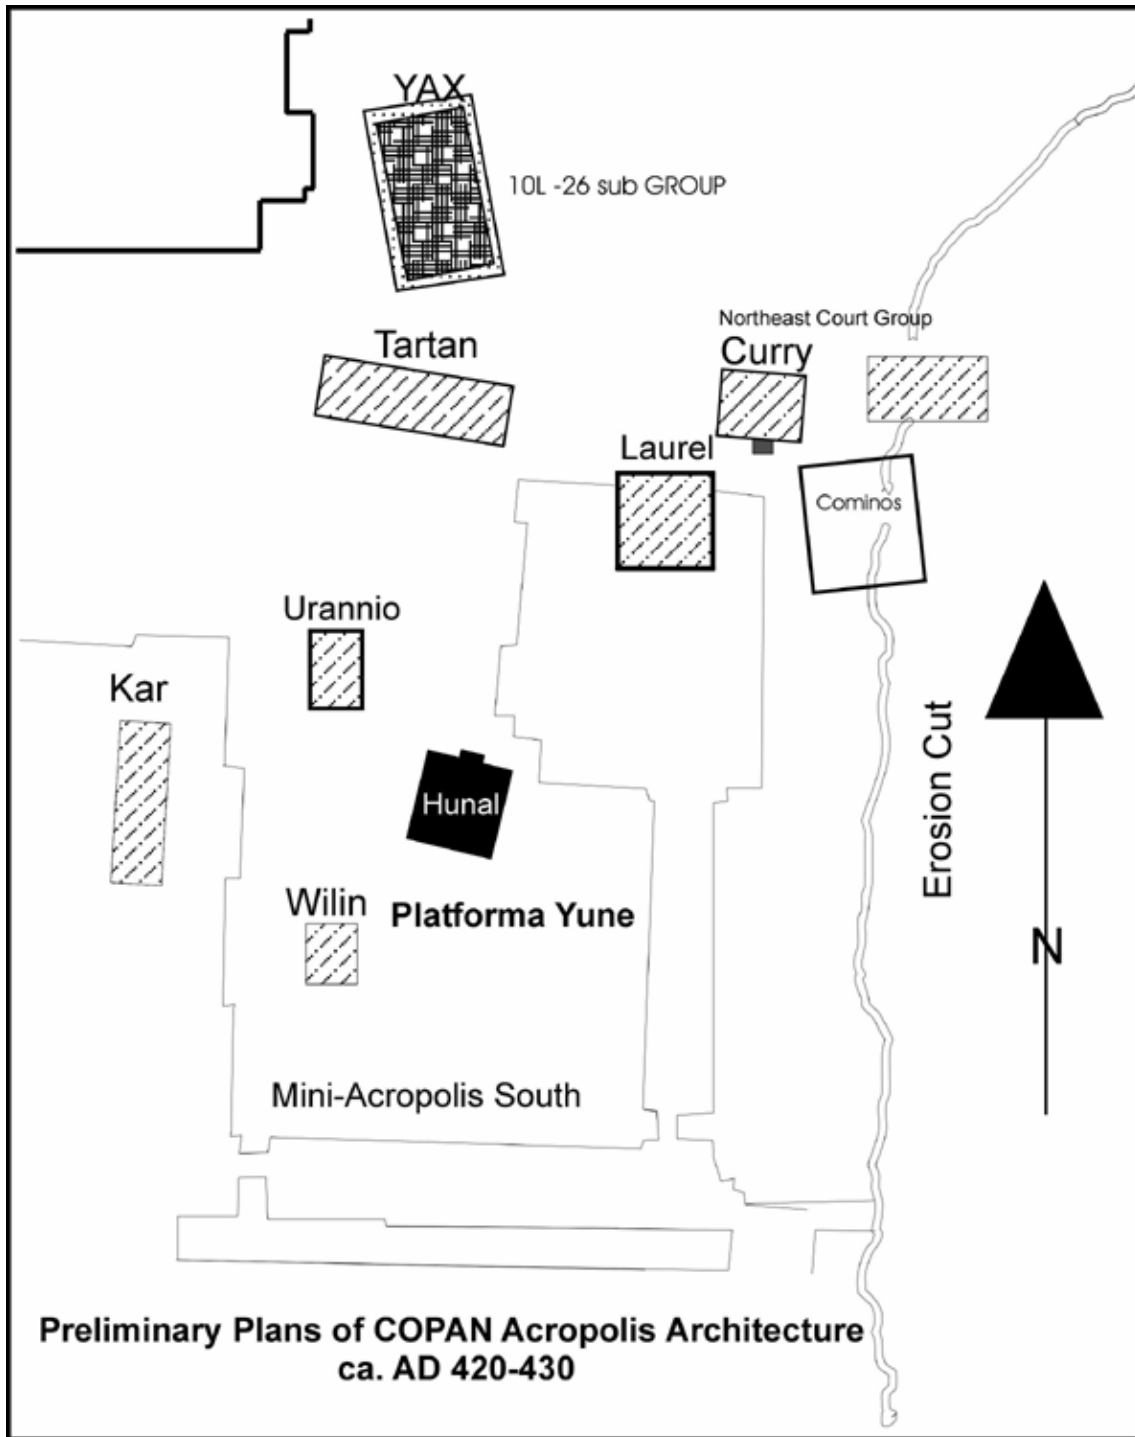 YAX
10L -26 sub GROUP
Northeast Court Group
Tartan
Curry
Laurel
Cominos
Urannio
Kar
Hunal
Erosion Cut
Wilin
Platforma Yune
N
Mini-Acropolis South
Preliminary Plans of COPAN Acropolis Architecture
ca. AD 420-430